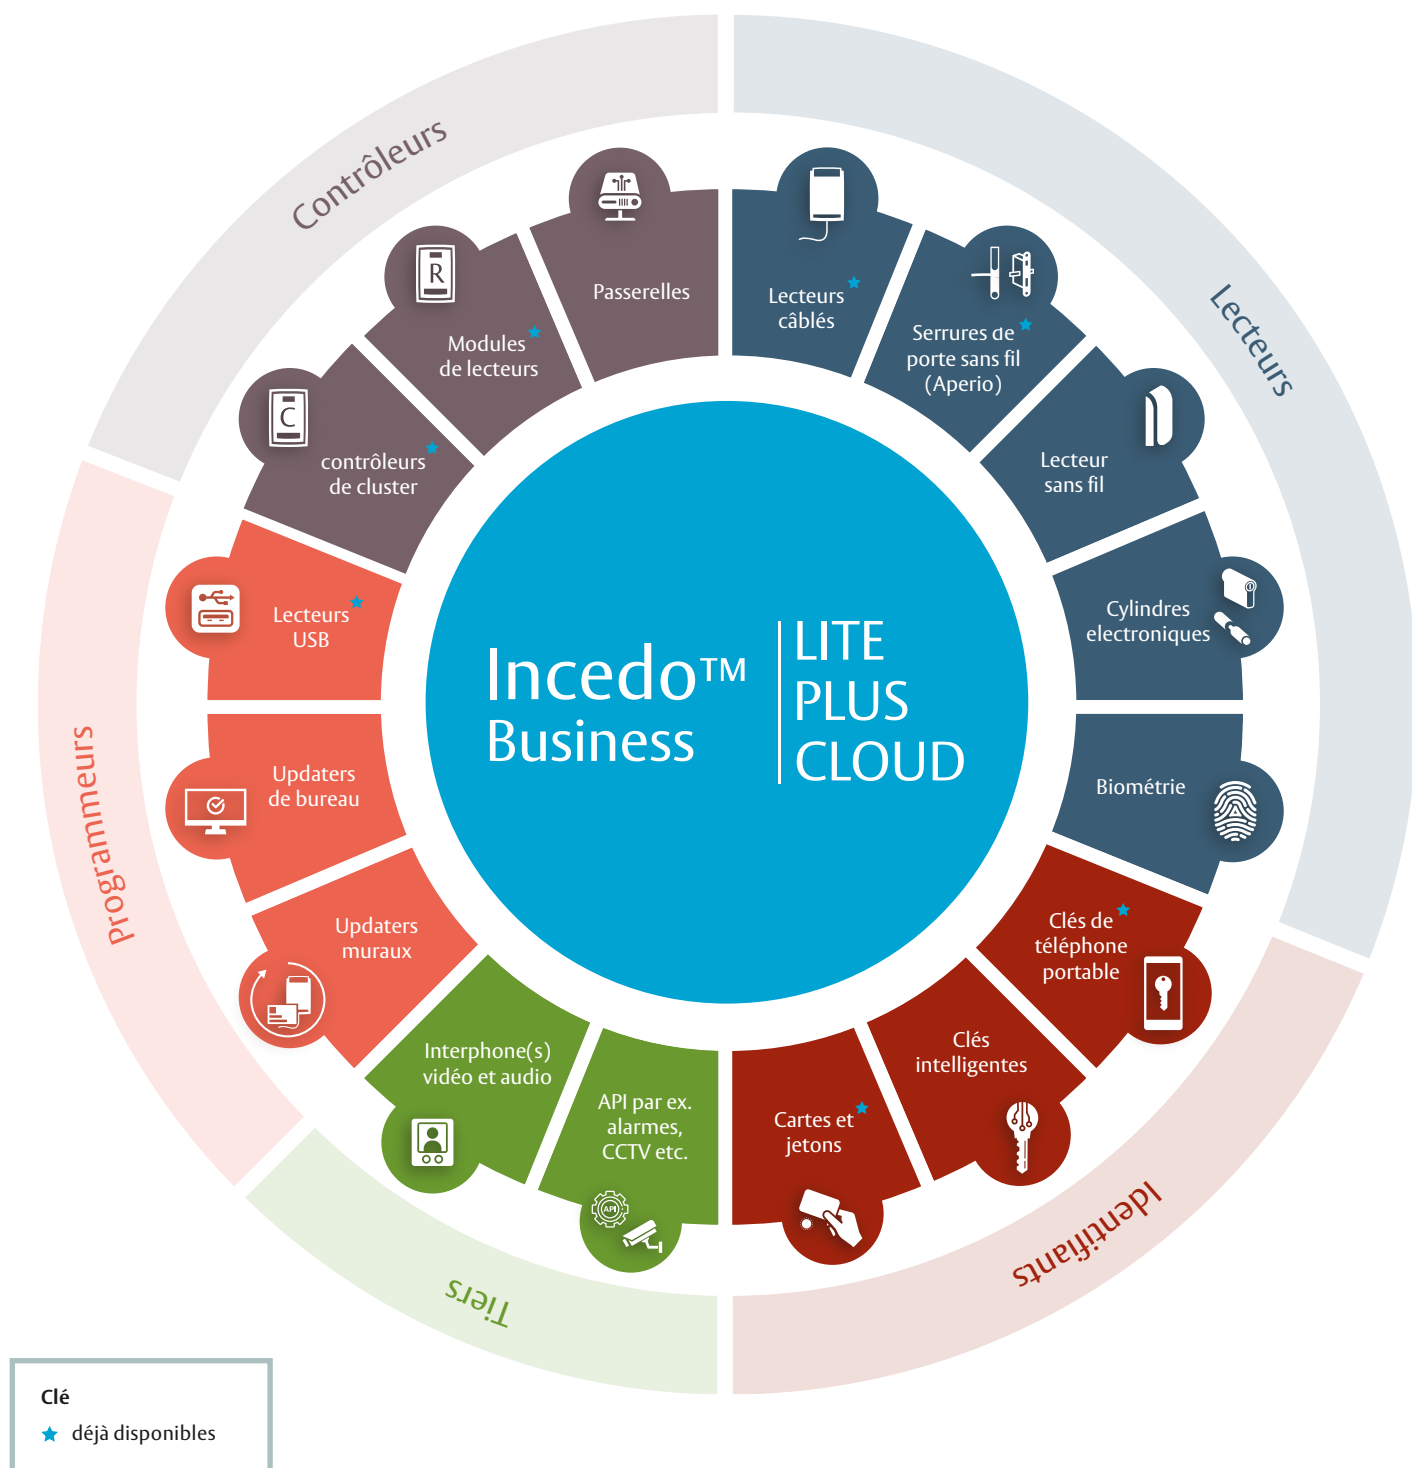 Contrôleurs
Lecteurs
Identifiants
Tiers
Programmeurs
Passerelles
Modules
de lecteurs
R
contrôleurs
de cluster
C
Lecteurs
câblés
Serrures de
porte sans fil
(Aperio)
Lecteur
sans fil
Cylindres
electroniques
Biométrie
Clés de
téléphone
portable
Clés
intelligentes
Cartes et
jetons
API par ex.
alarmes,
CCTV etc.
API
Interphone(s)
vidéo et audio
Updaters
muraux
Updaters
de bureau
Lecteurs
USB
Incedo™
Business
LITE
PLUS
CLOUD
Clé
déjà disponibles